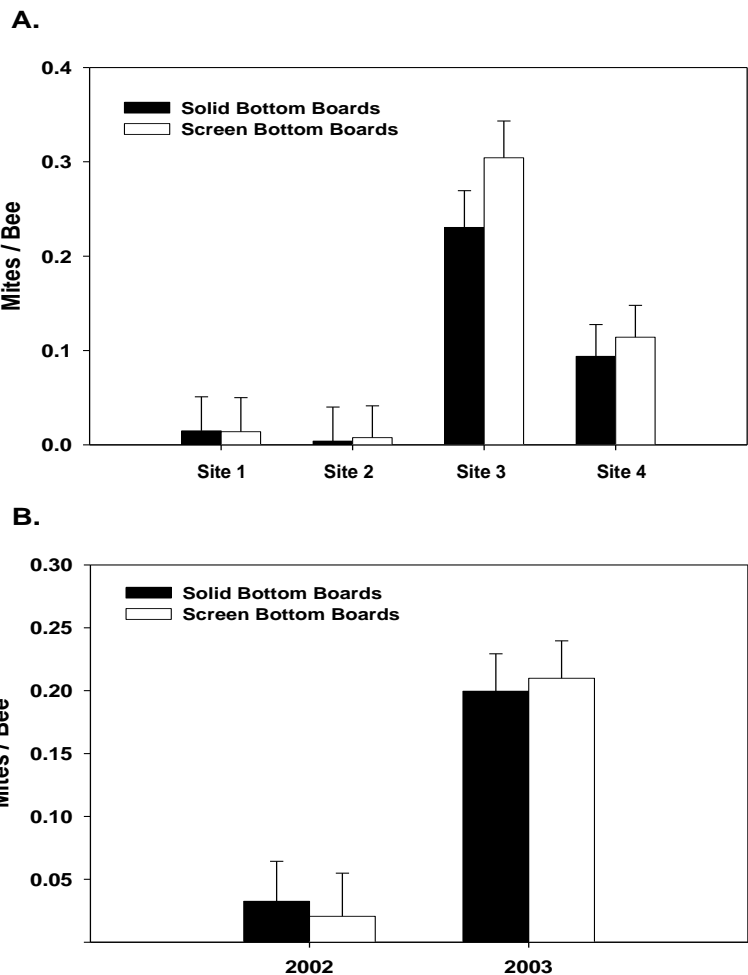 A.
0.4
Solid Bottom Boards
Screen Bottom Boards
0.3
Mites / Bee
0.2
0.1
0.0
Site 1 Site 2 Site 3 Site 4
B.
0.30
Solid Bottom Boards
Screen Bottom Boards
0.25
0.20
Mites / Bee
0.15
0.10
0.05
2002 2003